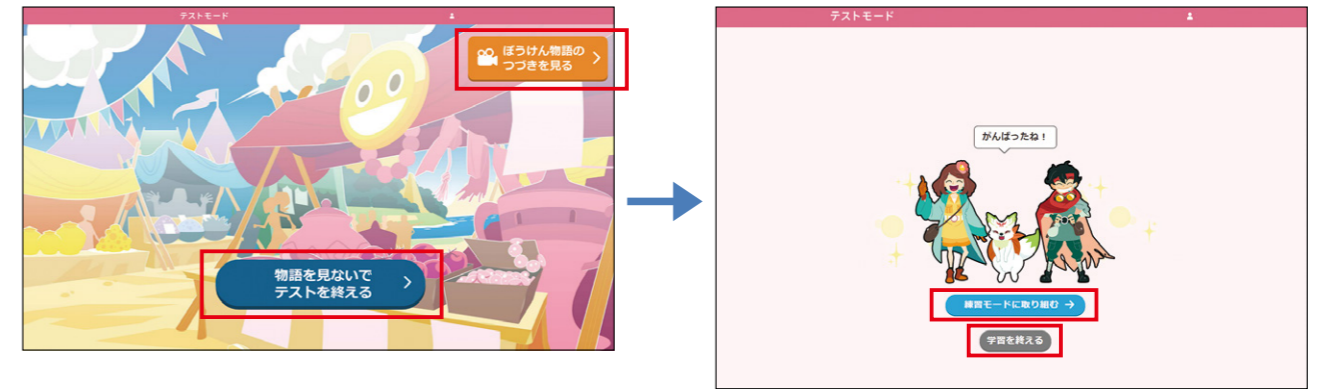 テストモード
ぼうけん物語の
つづきを見る
物語を見ないで
テストを終える
テストモード
がんばったね！
練習モードに取り組む
学習を終える